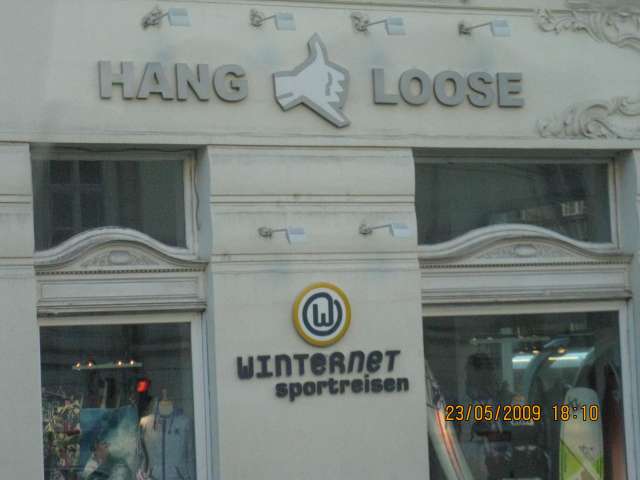 HANG LOOSE
W
WINTERNET
sportreisen
23/05/2009 18:10